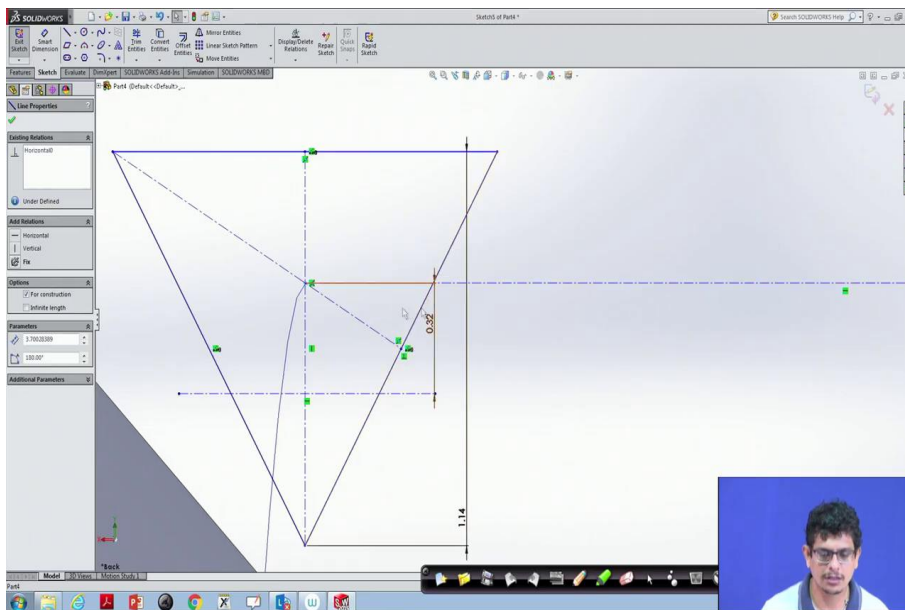 SOLIDWORKS
Sketch5 of Part4 *
Search SOLIDWORKS Help
Exit Sketch
Smart Dimension
Trim Entities
Convert Entities
Offset Entities
Mirror Entities
Linear Sketch Pattern
Move Entities
Display/Delete Relations
Repair Sketch
Quick Snaps
Rapid Sketch
Features
Sketch
Evaluate
DimXpert
SOLIDWORKS Add-Ins
Simulation
SOLIDWORKS MBD
Part4 (Default<<Default>_...
Line Properties
?
Existing Relations
Horizontal0
Under Defined
Add Relations
Horizontal
Vertical
Fix
Options
For construction
Infinite length
Parameters
3.70028389
180.00°
Additional Parameters
0.32
1.14
*Back
Model
3D Views
Motion Study 1
Part4